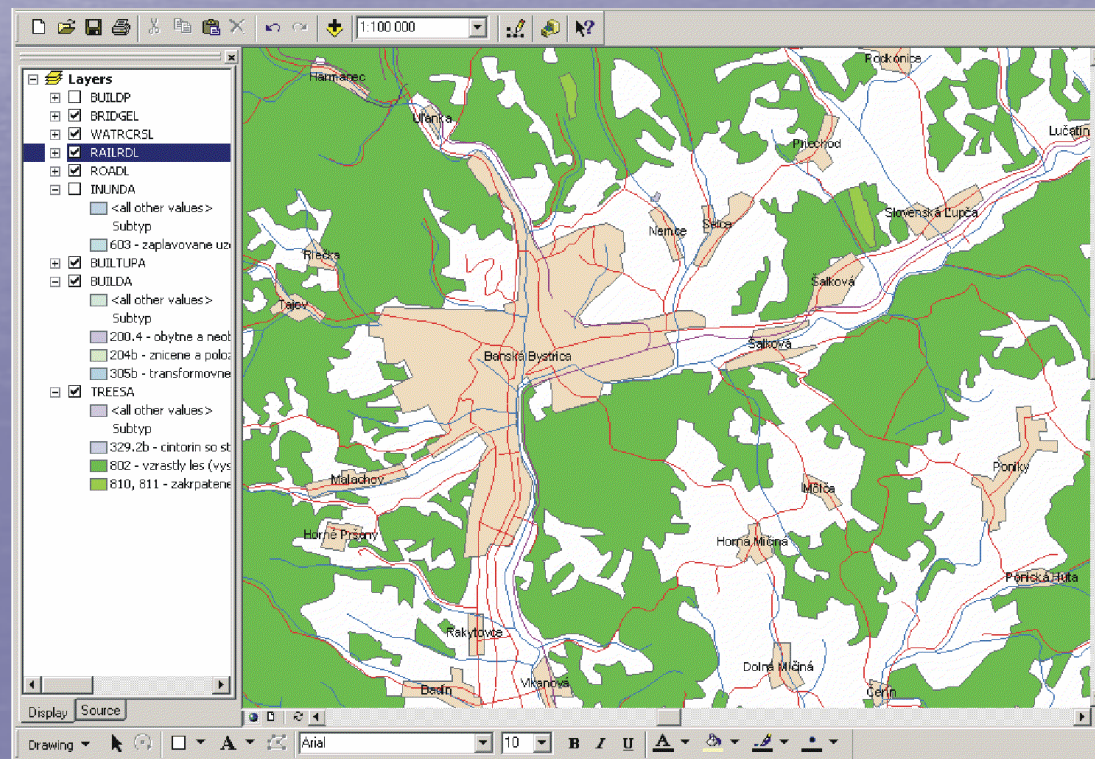 1:100 000
Layers
BUILDP
BRIDGEL
WATRCRSL
RAILRDL
ROADL
INUNDA
<all other values>
Subtyp
603 - zaplavovane uz
BUILTUPA
BUILDA
<all other values>
Subtyp
200.4 - obytne a neob
204b - znicene a poloz
305b - transformovne
TREESA
<all other values>
Subtyp
329.2b - cintorin so st
802 - vzrastly les (vys
810, 811 - zakrpatene
Display Source
Harmanec
Podkonice
Uľanka
Lučatín
Priechod
Slovenská Ľupča
Nemce
Selce
Riečka
Šalková
Tajov
Šalková
Banská Bystrica
Poniky
Malachov
Môlča
Horné Pršany
Horná Mičiná
Poniská Huta
Rakytovce
Dolná Mičiná
Badín
Vlkanová
Čerín
Drawing
A
Arial
10
B I U
A